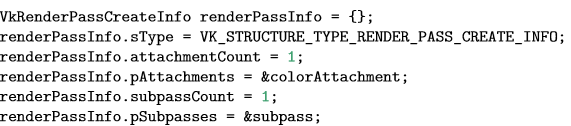 VkRenderPassCreateInfo renderPassInfo = {};
renderPassInfo.sType = VK_STRUCTURE_TYPE_RENDER_PASS_CREATE_INFO;
renderPassInfo.attachmentCount = 1;
renderPassInfo.pAttachments = &colorAttachment;
renderPassInfo.subpassCount = 1;
renderPassInfo.pSubpasses = &subpass;